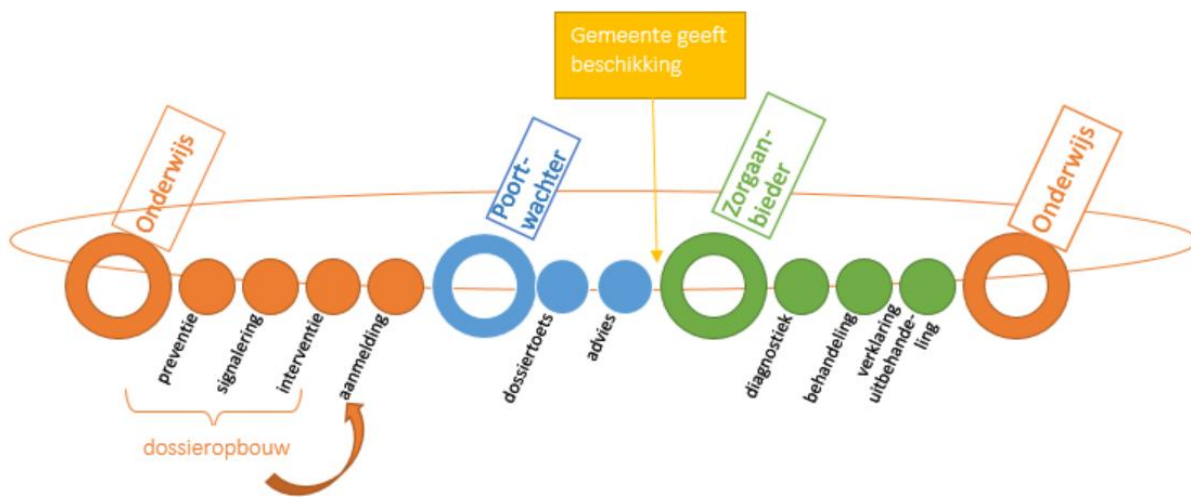 Gemeente geeft
beschikking
Onderwijs
Poort-
wachter
Zorgaan-
bieder
Onderwijs
preventie
signalering
interventie
aanmelding
dossiertoets
advies
diagnostiek
behandeling
verklaring
uitbehande-
ling
dossieropbouw